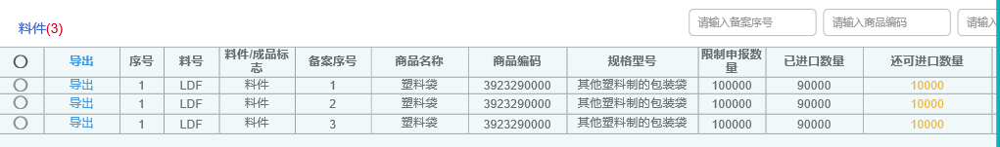 料件(3)
请输入备案序号 请输入商品编码 请输入
导出 序号 料号 料件/成品标志 备案序号 商品名称 商品编码 规格型号 限制申报数量 已进口数量 还可进口数量
导出 1 LDF 料件 1 塑料袋 3923290000 其他塑料制的包装袋 100000 90000 10000
导出 1 LDF 料件 2 塑料袋 3923290000 其他塑料制的包装袋 100000 90000 10000
导出 1 LDF 料件 3 塑料袋 3923290000 其他塑料制的包装袋 100000 90000 10000